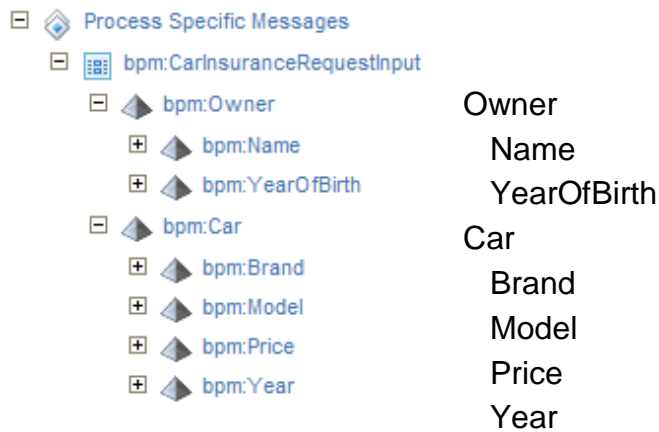 Process Specific Messages
bpm:CarInsuranceRequestInput
bpm:Owner
bpm:Name
bpm:YearOfBirth
bpm:Car
bpm:Brand
bpm:Model
bpm:Price
bpm:Year
Owner
Name
YearOfBirth
Car
Brand
Model
Price
Year